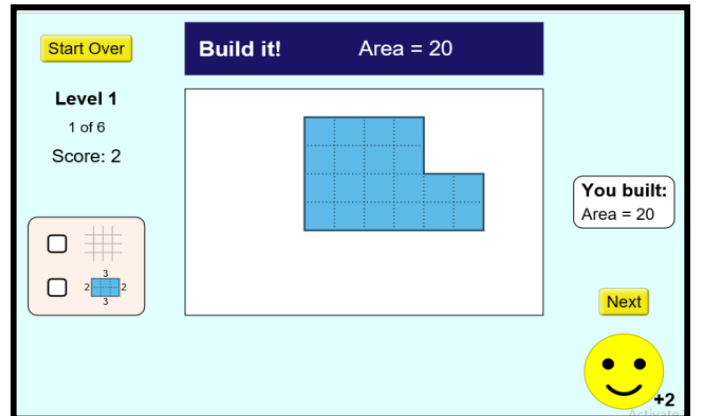 Start Over
Build it!
Area = 20
Level 1
1 of 6
Score: 2
3
2
2
3
You built:
Area = 20
Next
+2
Activate